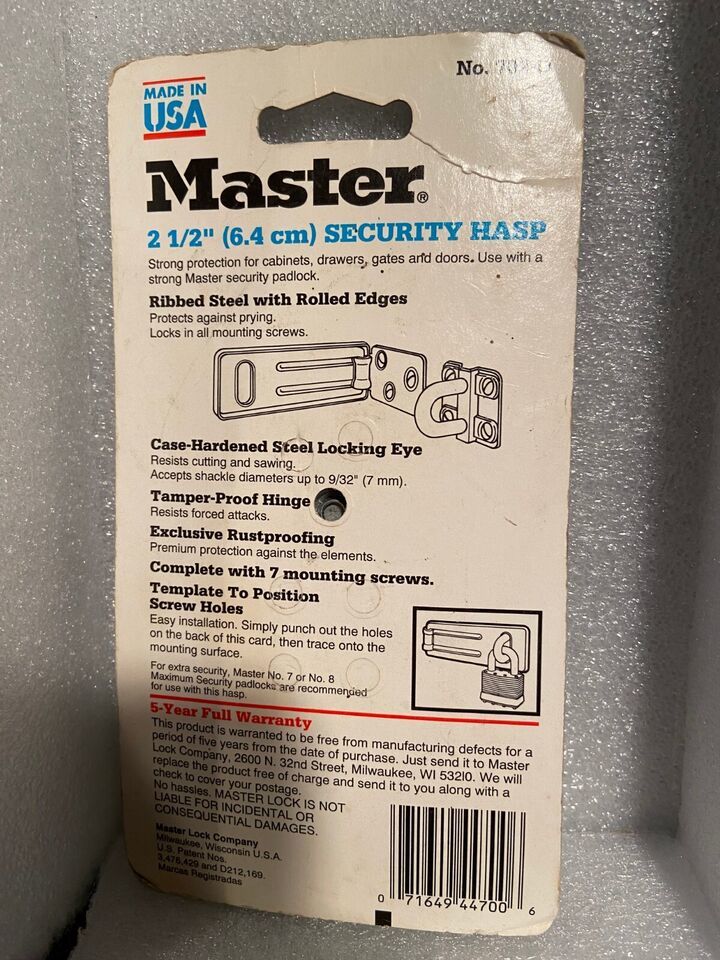 MADE IN
USA
No. 702-D
Master®
2 1/2" (6.4 cm) SECURITY HASP
Strong protection for cabinets, drawers, gates and doors. Use with a
strong Master security padlock.
Ribbed Steel with Rolled Edges
Protects against prying.
Locks in all mounting screws.
Case-Hardened Steel Locking Eye
Resists cutting and sawing.
Accepts shackle diameters up to 9/32" (7 mm).
Tamper-Proof Hinge
Resists forced attacks.
Exclusive Rustproofing
Premium protection against the elements.
Complete with 7 mounting screws.
Template To Position
Screw Holes
Easy installation. Simply punch out the holes
on the back of this card, then trace onto the
mounting surface.
For extra security, Master No. 7 or No. 8
Maximum Security padlocks are recommended
for use with this hasp.
5-Year Full Warranty
This product is warranted to be free from manufacturing defects for a
period of five years from the date of purchase. Just send it to Master
Lock Company, 2600 N. 32nd Street, Milwaukee, WI 53210. We will
replace the product free of charge and send it to you along with a
check to cover your postage.
No hassles. MASTER LOCK IS NOT
LIABLE FOR INCIDENTAL OR
CONSEQUENTIAL DAMAGES.
Master Lock Company
Milwaukee, Wisconsin U.S.A.
U.S. Patent Nos.
3,476,429 and D212,169.
Marcas Registradas
0 71649 44700 6